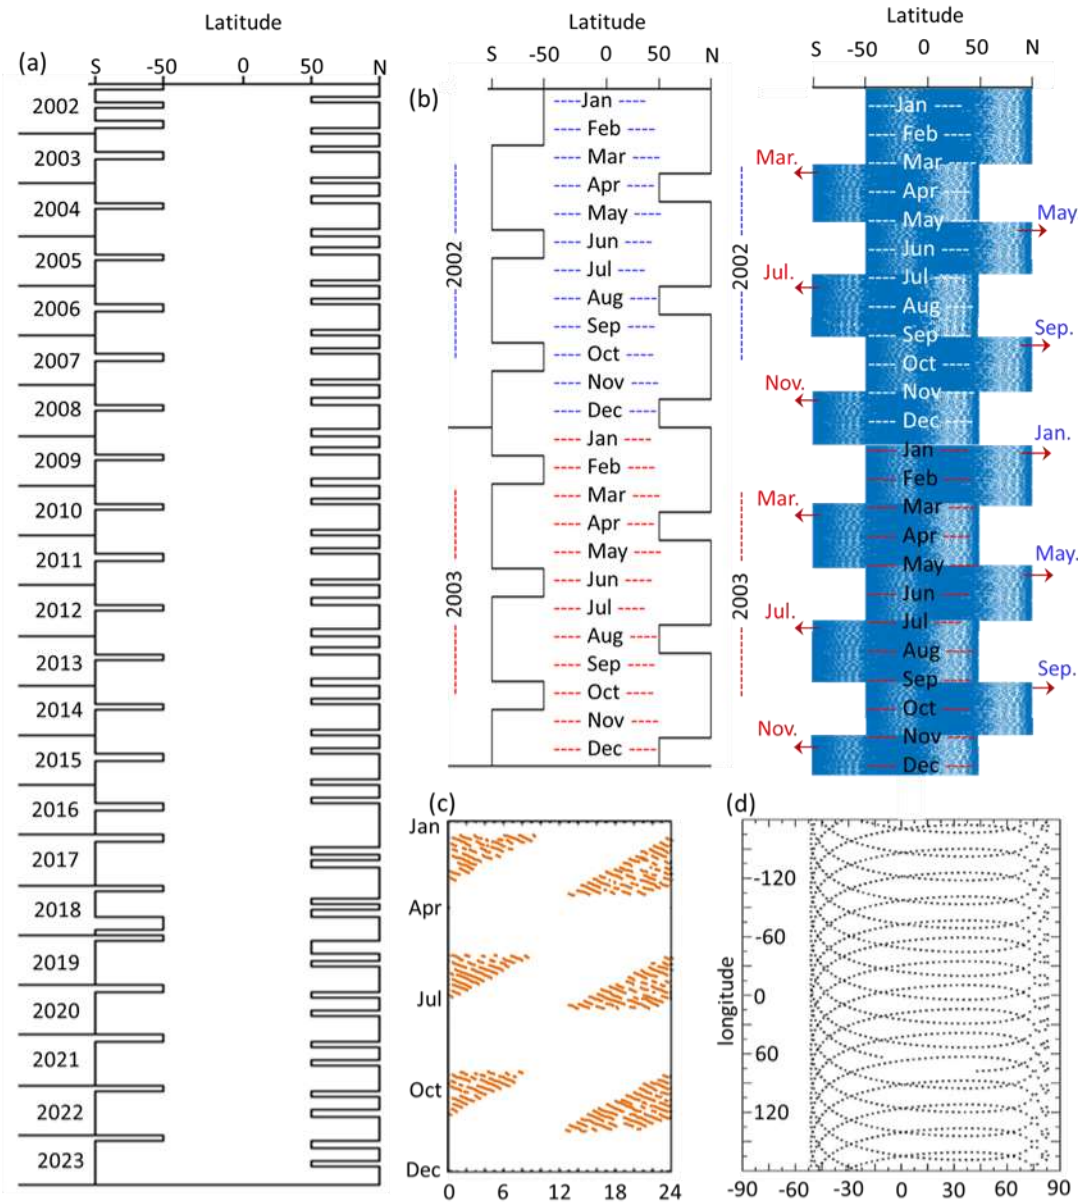 Latitude
(a)
S -50 0 50 N
2002
2003
2004
2005
2006
2007
2008
2009
2010
2011
2012
2013
2014
2015
2016
2017
2018
2019
2020
2021
2022
2023
Latitude
(b)
S -50 0 50 N
2002
Jan
Feb
Mar
Apr
May
Jun
Jul
Aug
Sep
Oct
Nov
Dec
2003
Jan
Feb
Mar
Apr
May
Jun
Jul
Aug
Sep
Oct
Nov
Dec
Latitude
S -50 0 50 N
2002
Jan
Feb
Mar. Mar
Apr
May May
Jun
Jul. Jul
Aug
Sep Sep.
Oct
Nov. Nov
Dec
2003
Jan Jan.
Feb
Mar. Mar
Apr
May May.
Jun
Jul. Jul
Aug
Sep Sep.
Oct
Nov. Nov
Dec
(c)
Jan
Apr
Jul
Oct
Dec
0 6 12 18 24
(d)
longitude
-120
-60
0
60
120
-90 -60 -30 0 30 60 90